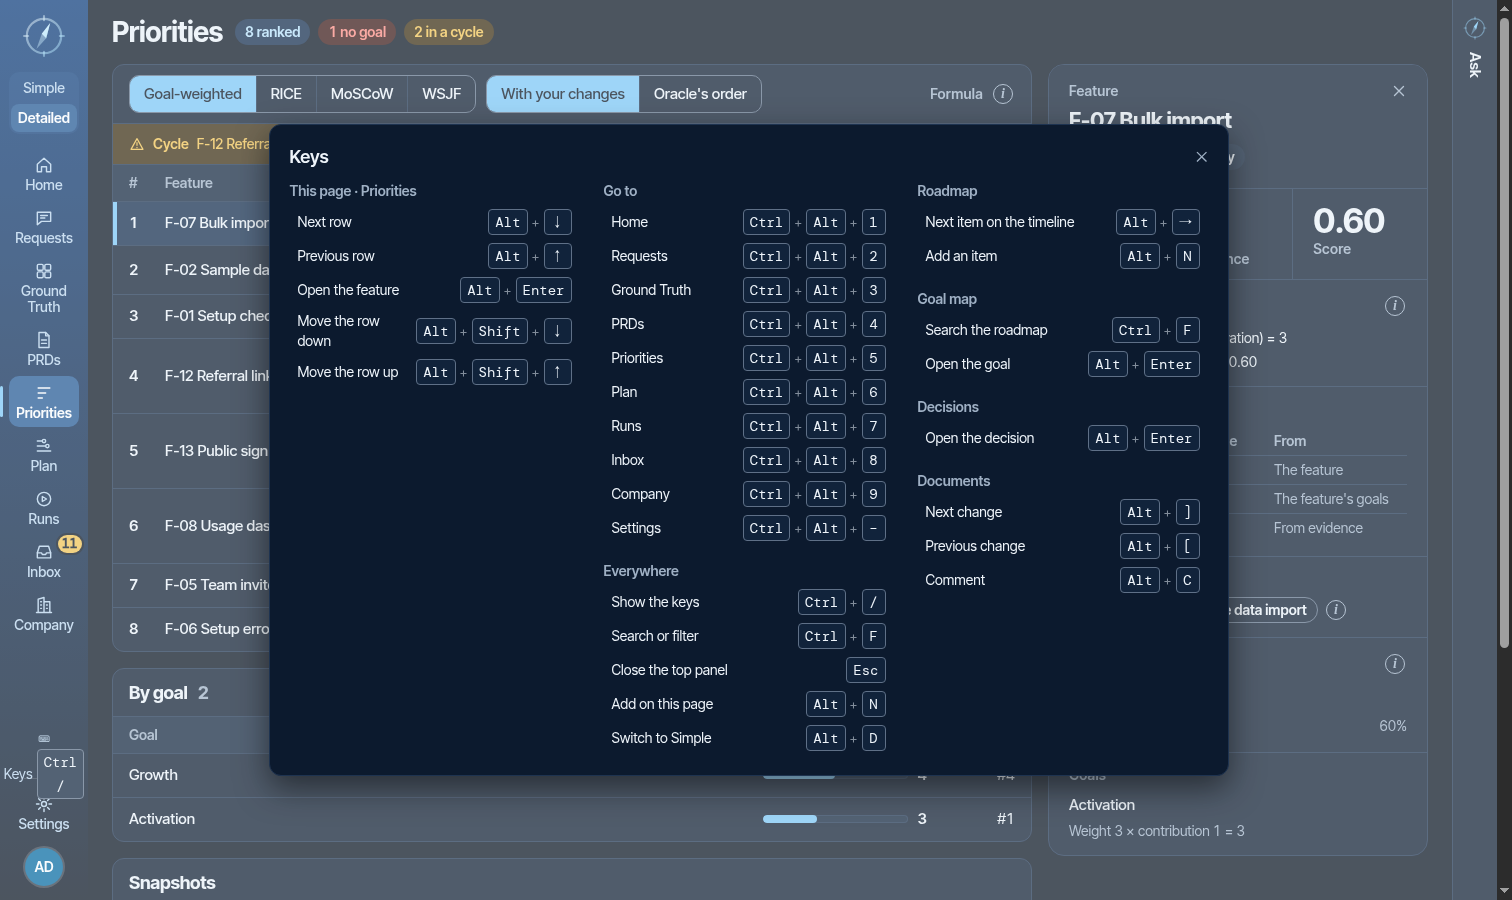 Priorities
8 ranked
1 no goal
2 in a cycle
Simple
Detailed
Home
Requests
Ground
Truth
PRDs
Priorities
Plan
Runs
11
Inbox
Company
Keys
Ctrl
/
Settings
AD
Goal-weighted
RICE
MoSCoW
WSJF
With your changes
Oracle's order
Formula
Cycle F-12 Referra
# Feature
1 F-07 Bulk impor
2 F-02 Sample da
3 F-01 Setup chec
4 F-12 Referral link
5 F-13 Public sign
6 F-08 Usage das
7 F-05 Team invite
8 F-06 Setup erro
By goal 2
Goal
Growth 4 #4
Activation 3 #1
Snapshots
Keys
This page · Priorities
Next row Alt + ↓
Previous row Alt + ↑
Open the feature Alt + Enter
Move the row
down Alt + Shift + ↓
Move the row up Alt + Shift + ↑
Go to
Home Ctrl + Alt + 1
Requests Ctrl + Alt + 2
Ground Truth Ctrl + Alt + 3
PRDs Ctrl + Alt + 4
Priorities Ctrl + Alt + 5
Plan Ctrl + Alt + 6
Runs Ctrl + Alt + 7
Inbox Ctrl + Alt + 8
Company Ctrl + Alt + 9
Settings Ctrl + Alt + -
Everywhere
Show the keys Ctrl + /
Search or filter Ctrl + F
Close the top panel Esc
Add on this page Alt + N
Switch to Simple Alt + D
Roadmap
Next item on the timeline Alt + →
Add an item Alt + N
Goal map
Search the roadmap Ctrl + F
Open the goal Alt + Enter
Decisions
Open the decision Alt + Enter
Documents
Next change Alt + ]
Previous change Alt + [
Comment Alt + C
Feature
F-07 Bulk import
y
nce
0.60
Score
ration) = 3
0.60
e From
The feature
The feature's goals
From evidence
e data import
60%
Goals
Activation
Weight 3 × contribution 1 = 3
Ask